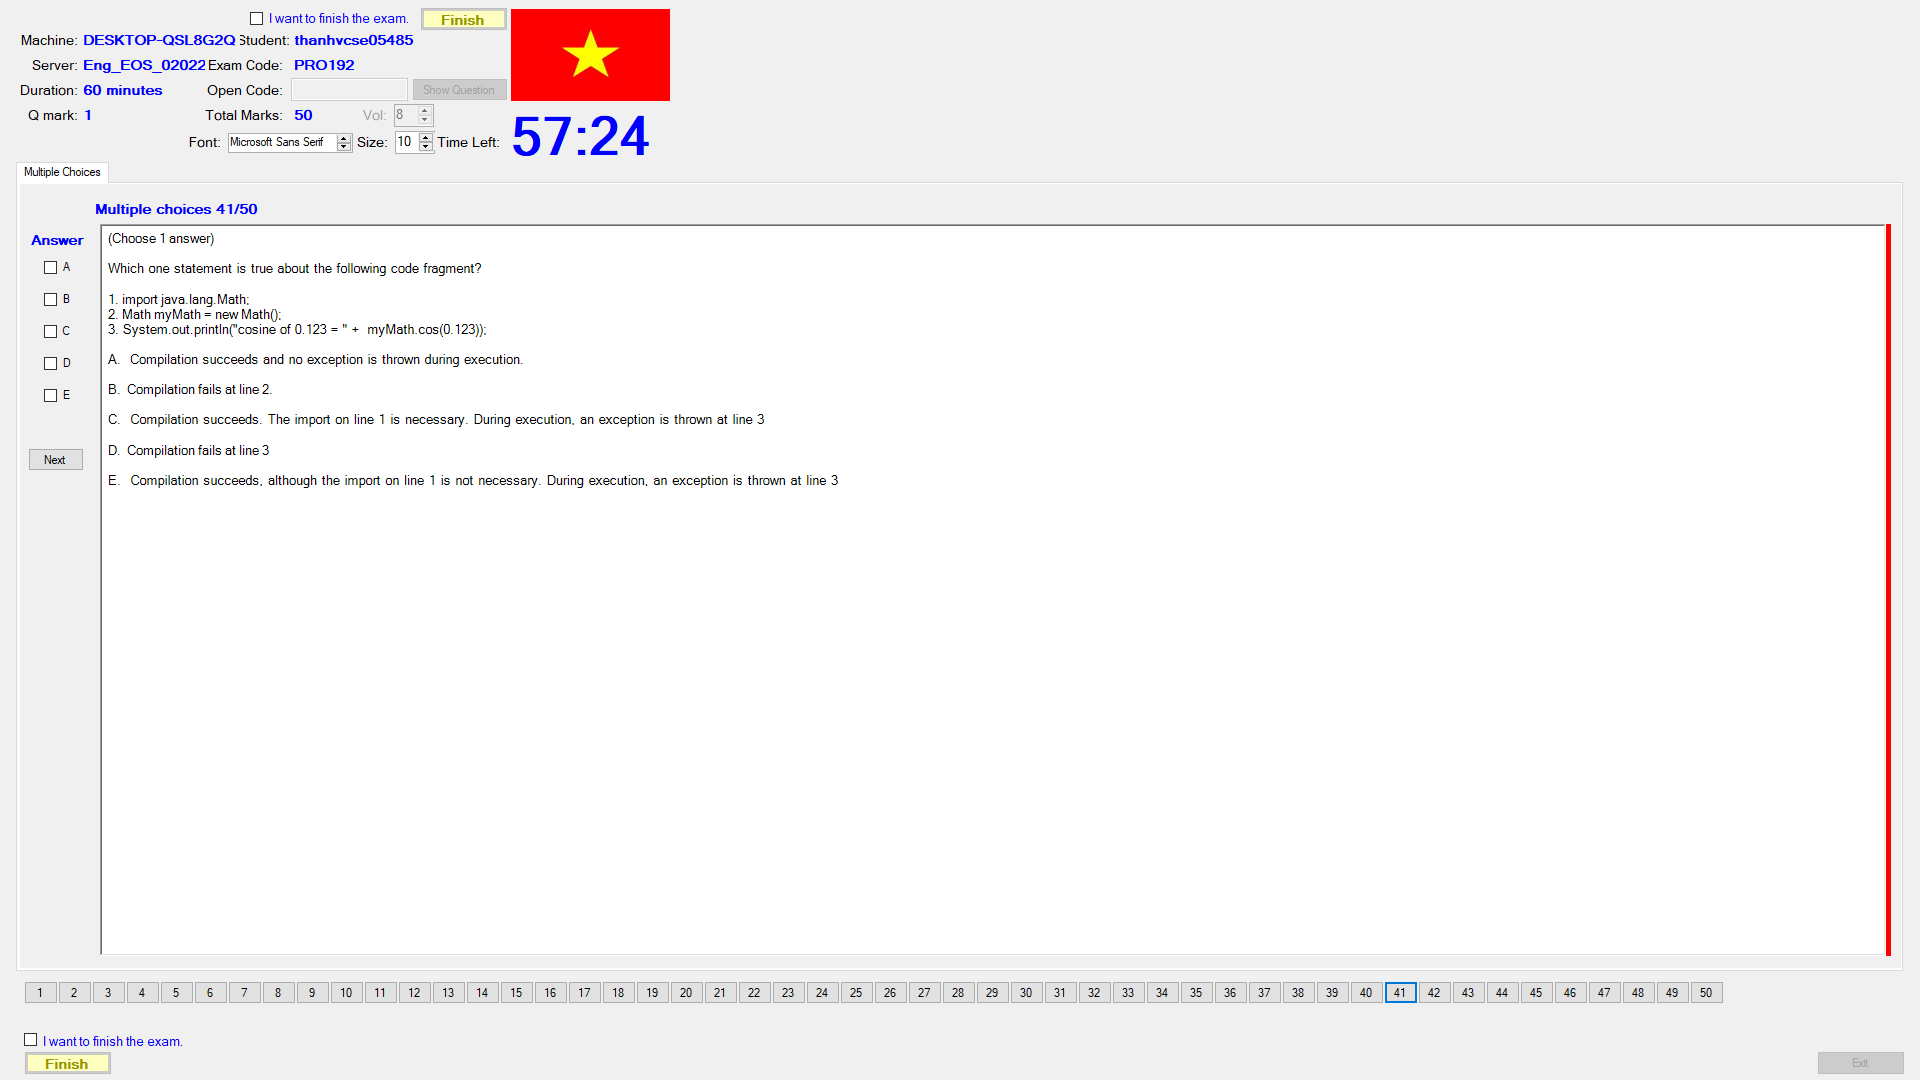 I want to finish the exam.
Finish
Machine: DESKTOP-QSL8G2Q Student: thanhvcse05485
Server: Eng_EOS_02022 Exam Code: PRO192
Duration: 60 minutes Open Code: Show Question
Q mark: 1 Total Marks: 50 Vol: 8
Font: Microsoft Sans Serif Size: 10 Time Left: 57:24
Multiple Choices
Multiple choices 41/50
Answer
A
B
C
D
E
Next
(Choose 1 answer)
Which one statement is true about the following code fragment?
1. import java.lang.Math;
2. Math myMath = new Math();
3. System.out.println("cosine of 0.123 = " + myMath.cos(0.123));
A. Compilation succeeds and no exception is thrown during execution.
B. Compilation fails at line 2.
C. Compilation succeeds. The import on line 1 is necessary. During execution, an exception is thrown at line 3
D. Compilation fails at line 3
E. Compilation succeeds, although the import on line 1 is not necessary. During execution, an exception is thrown at line 3
1 2 3 4 5 6 7 8 9 10 11 12 13 14 15 16 17 18 19 20 21 22 23 24 25 26 27 28 29 30 31 32 33 34 35 36 37 38 39 40 41 42 43 44 45 46 47 48 49 50
I want to finish the exam.
Finish
Exit